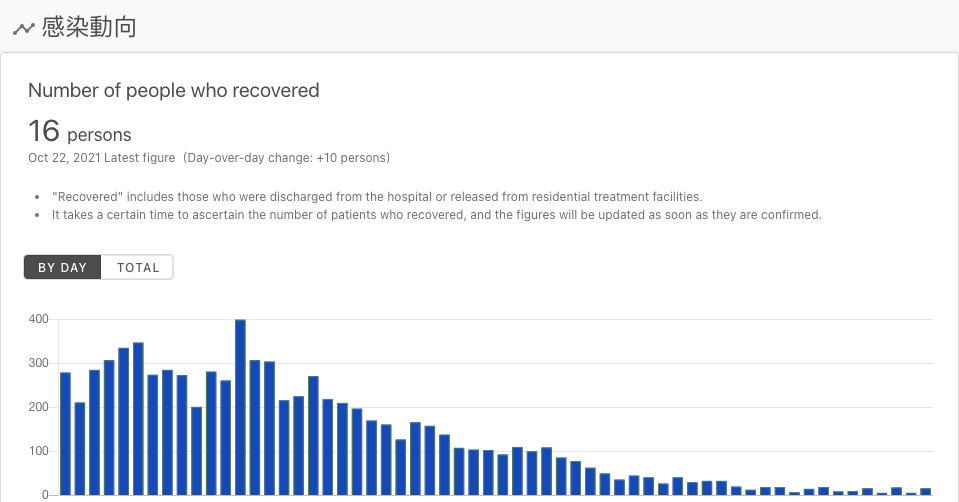 感染動向
Number of people who recovered
16 persons
Oct 22, 2021 Latest figure (Day-over-day change: +10 persons)
• "Recovered" includes those who were discharged from the hospital or released from residential treatment facilities.
• It takes a certain time to ascertain the number of patients who recovered, and the figures will be updated as soon as they are confirmed.
BY DAY TOTAL
400
300
200
100
0